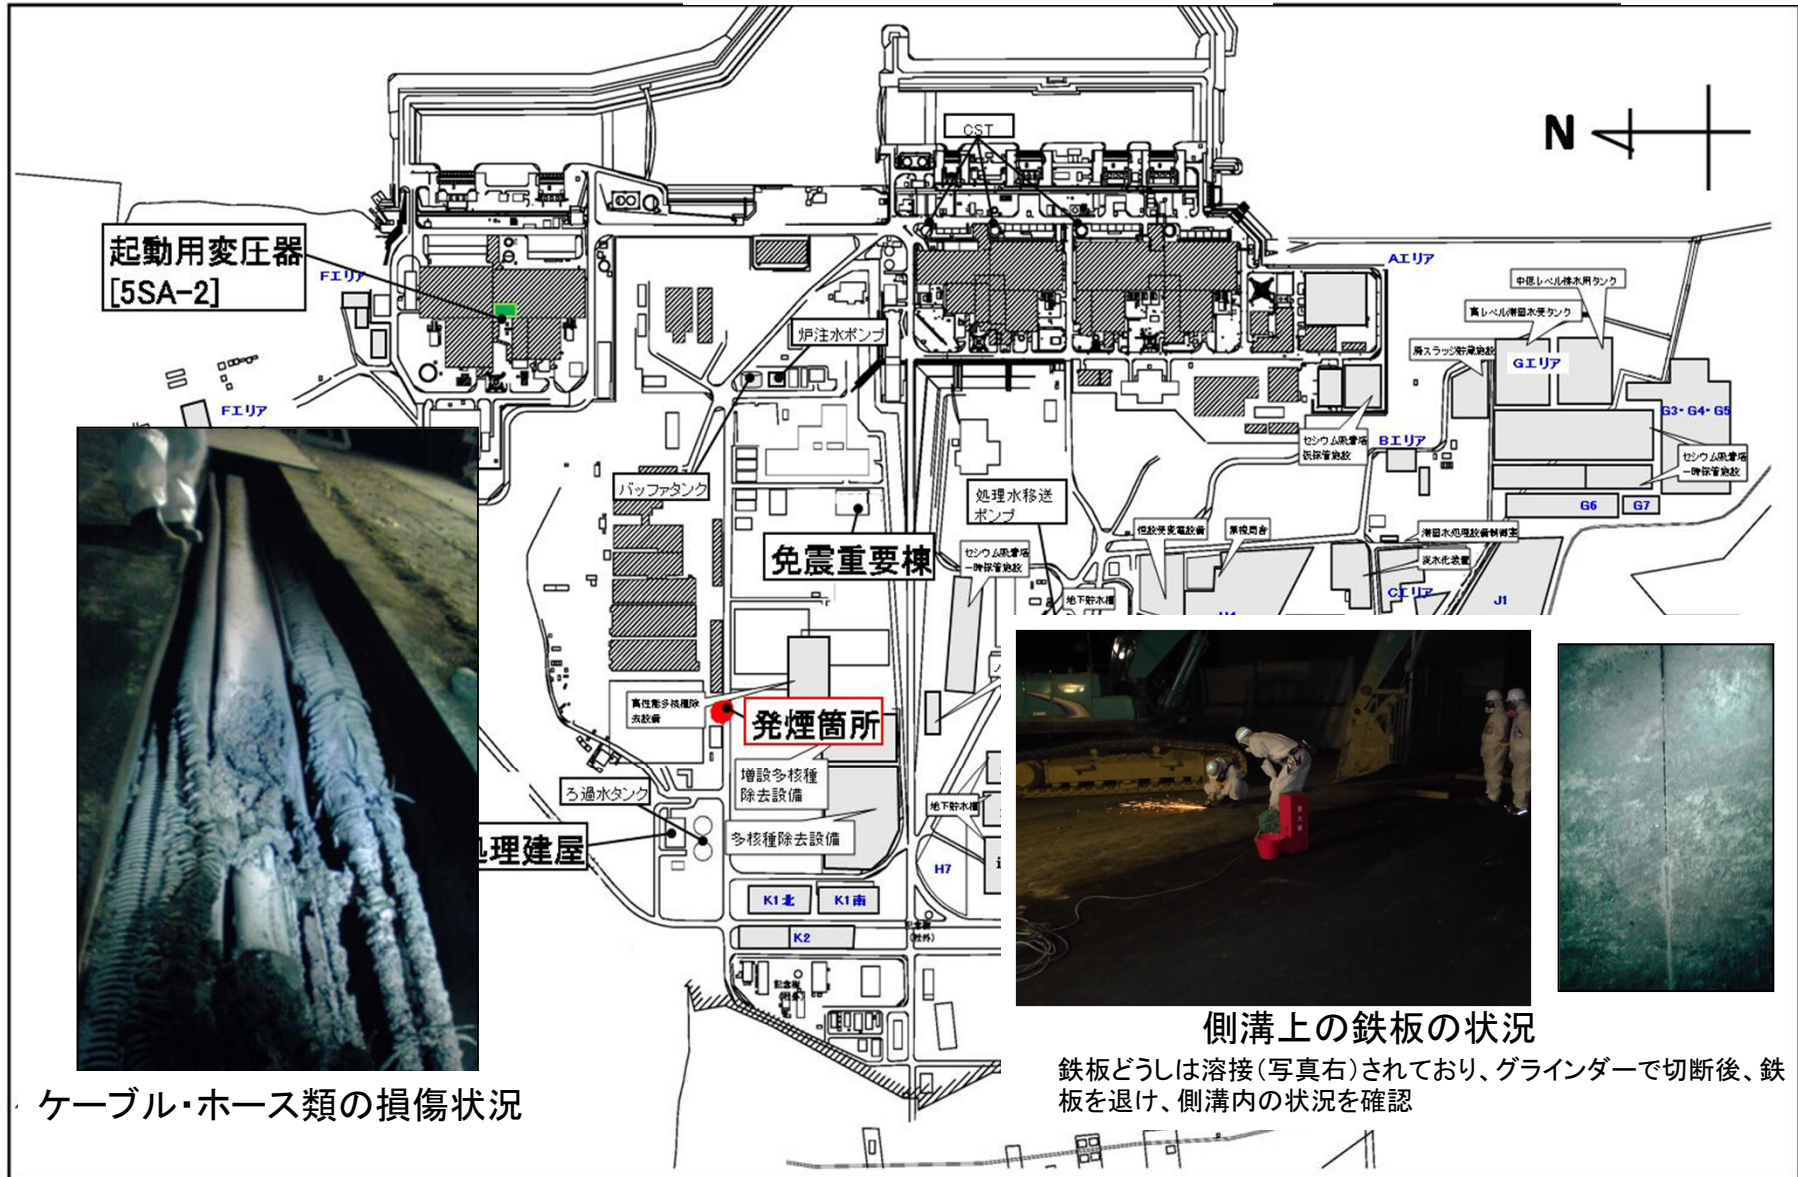 CST
N
起動用変圧器
[5SA-2]
Fエリア
Aエリア
中低レベル
タンク
高レベル
受タンク
廃スラッジ貯蔵施設
Gエリア
炉注水ポンプ
Fエリア
G3・G4・G5
セシウム吸着塔
仮保管施設
Bエリア
セシウム吸着塔
一時保管施設
バッファタンク
処理水移送
ポンプ
G6
G7
免震重要棟
セシウム吸着塔
一時保管施設
淡水化装置
地下貯水槽
Cエリア
J1
高性能多核種除
去設備
発煙箇所
増設多核種
除去設備
ろ過水タンク
地下貯水槽
理建屋
多核種除去設備
H7
K1北
K1南
K2
側溝上の鉄板の状況
鉄板どうしは溶接(写真右)されており、グラインダーで切断後、鉄
板を退け、側溝内の状況を確認
ケーブル・ホース類の損傷状況